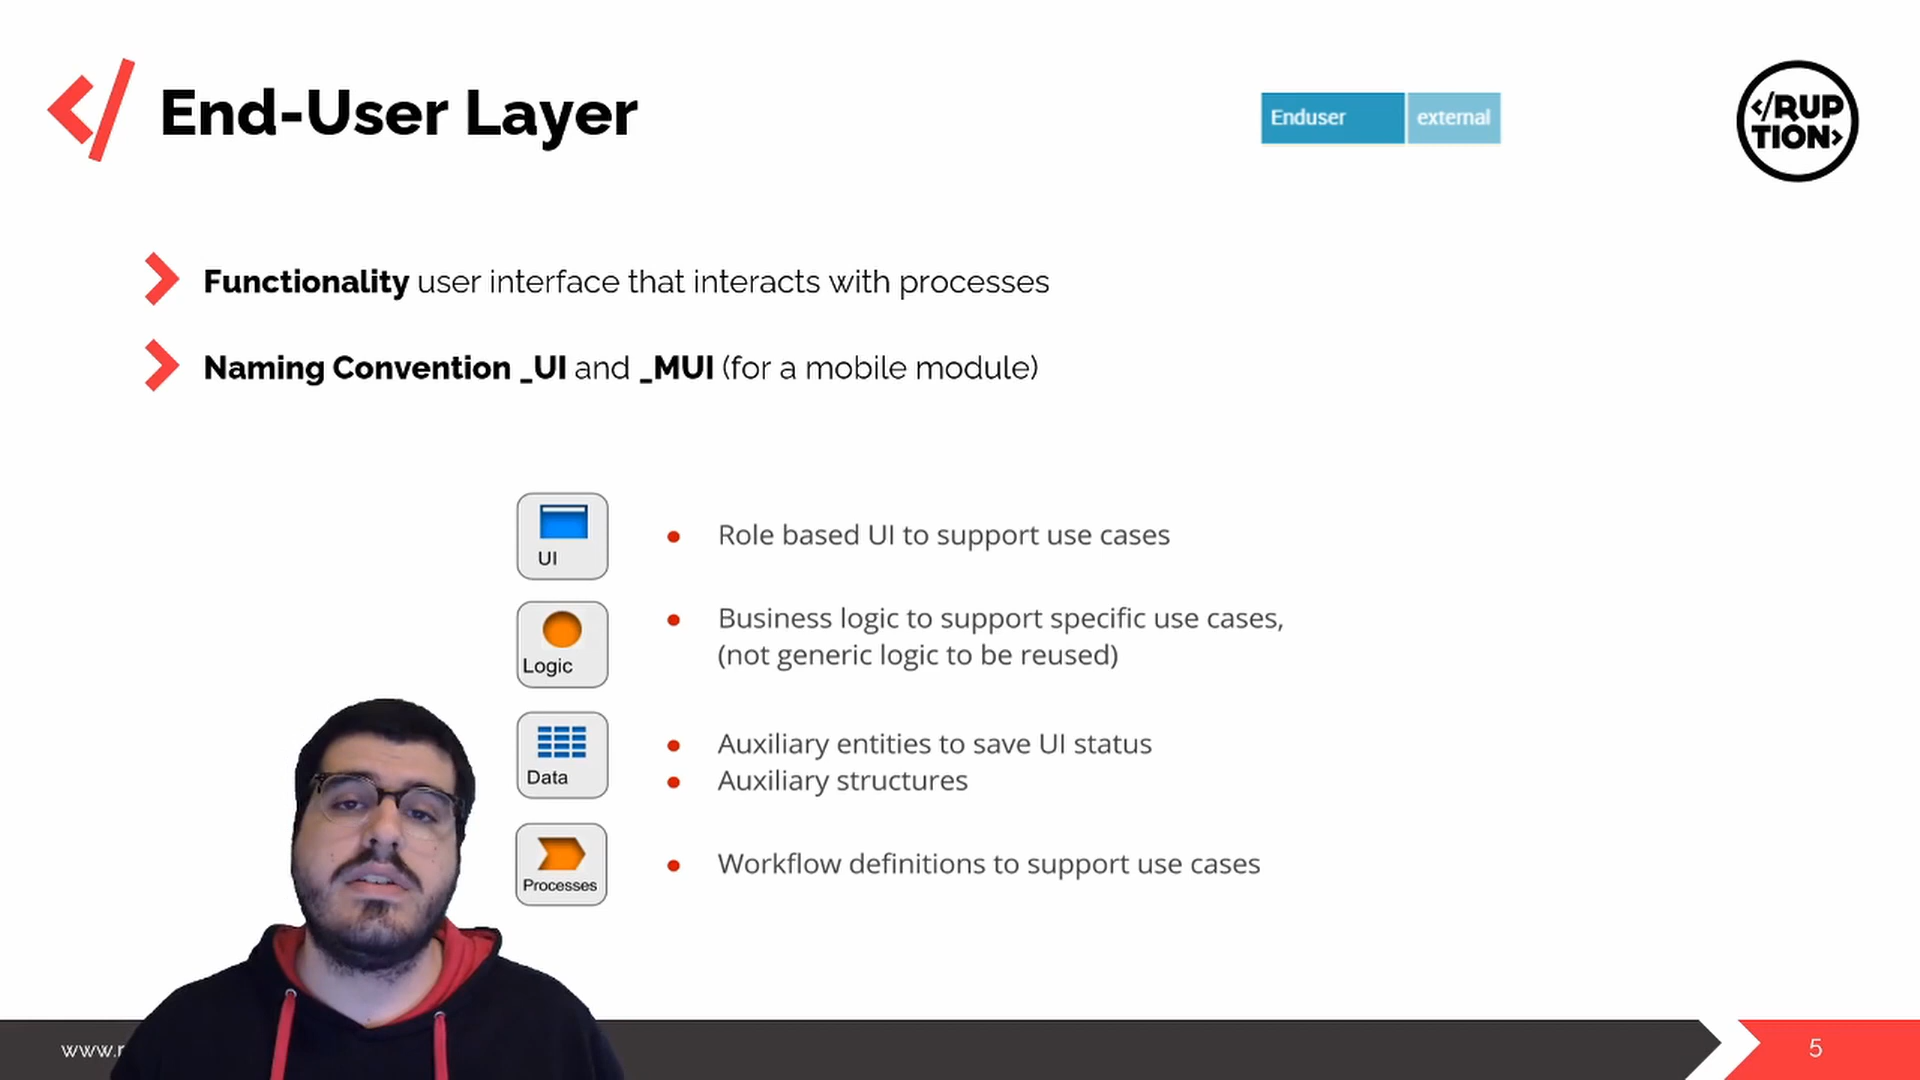 End-User Layer
Enduser
external
</RUP
TION>
Functionality user interface that interacts with processes
Naming Convention _UI and _MUI (for a mobile module)
UI
Role based UI to support use cases
Logic
Business logic to support specific use cases,
(not generic logic to be reused)
Data
Auxiliary entities to save UI status
Auxiliary structures
Processes
Workflow definitions to support use cases
5